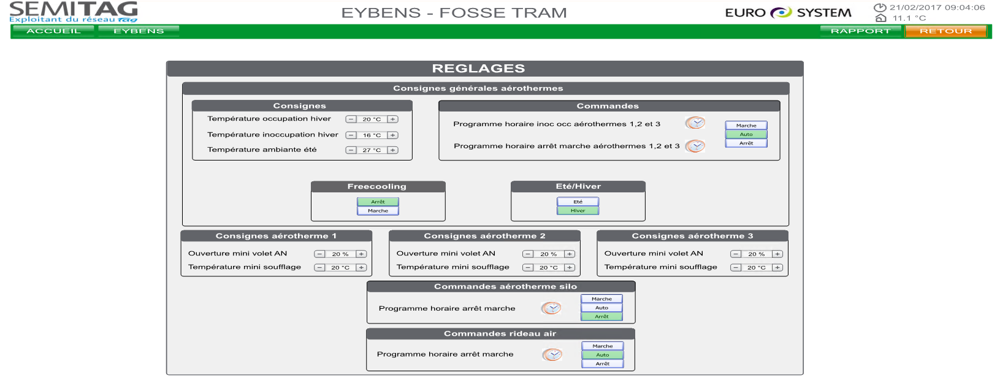 SEMITAG
Exploitant du réseau tag
EYBENS - FOSSE TRAM
EURO SYSTEM
21/02/2017 09:04:06
11.1 °C
ACCUEIL EYBENS RAPPORT RETOUR
REGLAGES
Consignes générales aérothermes
Consignes
Température occupation hiver − 20 °C +
Température inoccupation hiver − 16 °C +
Température ambiante été − 27 °C +
Commandes
Programme horaire inoc occ aérothermes 1,2 et 3
Programme horaire arrêt marche aérothermes 1,2 et 3
Marche
Auto
Arrêt
Freecooling
Arrêt
Marche
Eté/Hiver
Eté
Hiver
Consignes aérotherme 1
Ouverture mini volet AN − 20 % +
Température mini soufflage − 20 °C +
Consignes aérotherme 2
Ouverture mini volet AN − 20 % +
Température mini soufflage − 20 °C +
Consignes aérotherme 3
Ouverture mini volet AN − 20 % +
Température mini soufflage − 20 °C +
Commandes aérotherme silo
Programme horaire arrêt marche
Marche
Auto
Arrêt
Commandes rideau air
Programme horaire arrêt marche
Marche
Auto
Arrêt